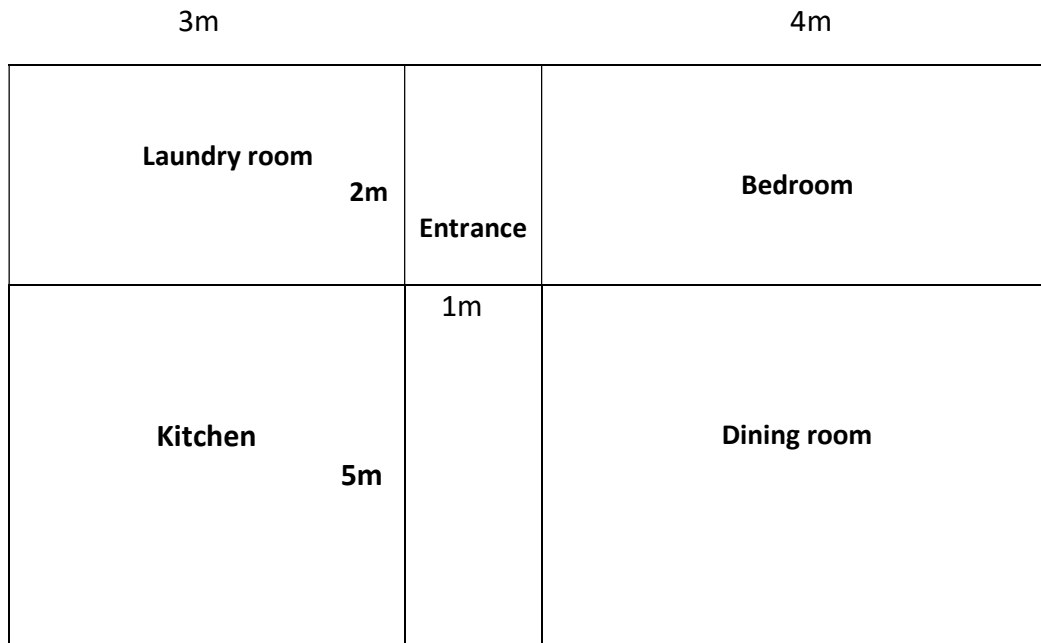 3m 4m
Laundry room
Bedroom
2m
Entrance
1m
Kitchen
Dining room
5m